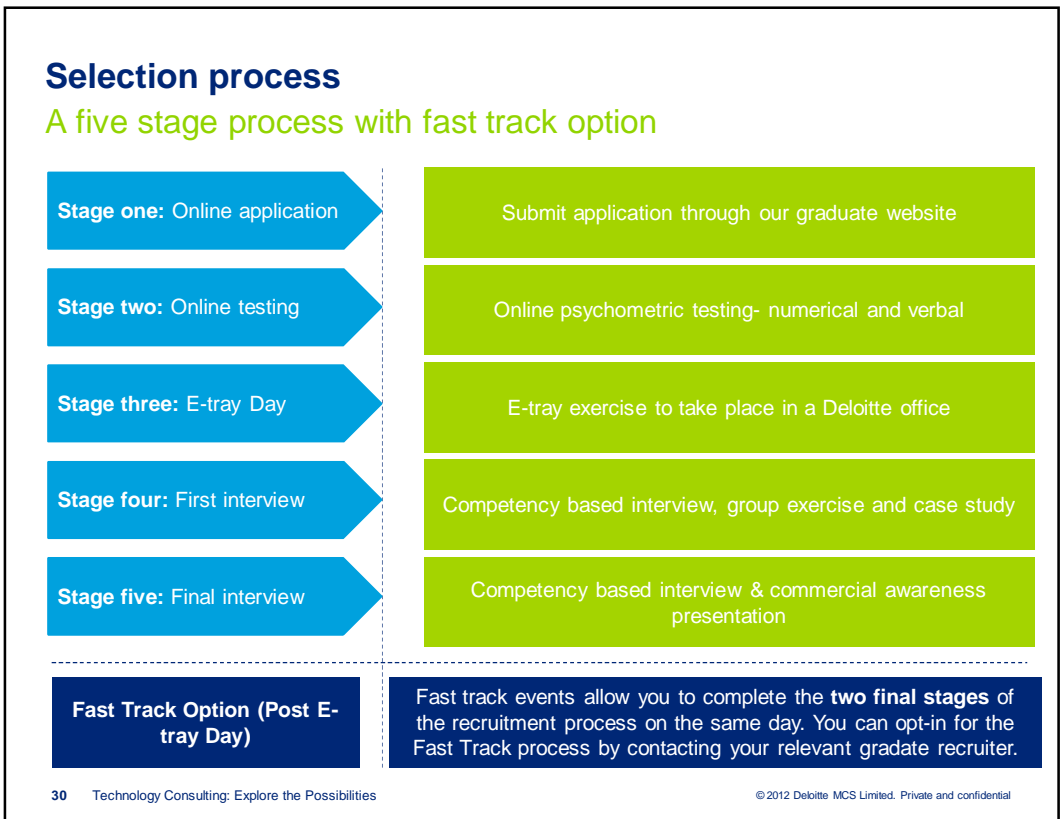 Selection process
A five stage process with fast track option
Stage one: Online application
Submit application through our graduate website
Stage two: Online testing
Online psychometric testing- numerical and verbal
Stage three: E-tray Day
E-tray exercise to take place in a Deloitte office
Stage four: First interview
Competency based interview, group exercise and case study
Stage five: Final interview
Competency based interview & commercial awareness
presentation
Fast Track Option (Post E-
tray Day)
Fast track events allow you to complete the two final stages of
the recruitment process on the same day. You can opt-in for the
Fast Track process by contacting your relevant gradate recruiter.
30 Technology Consulting: Explore the Possibilities
© 2012 Deloitte MCS Limited. Private and confidential